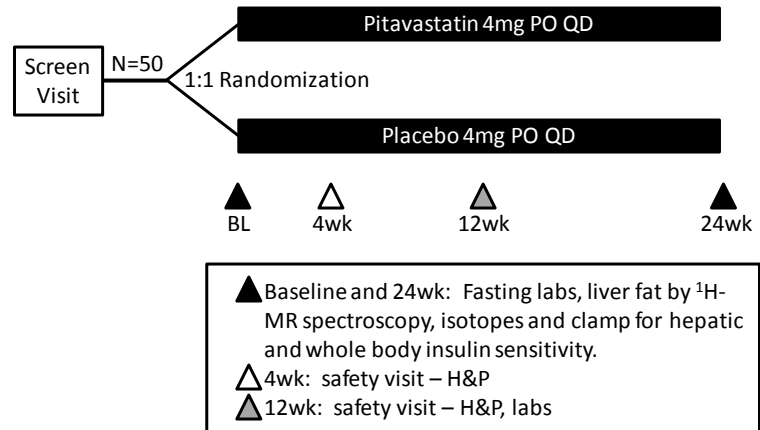 Pitavastatin 4mg PO QD
Screen
Visit
N=50
1:1 Randomization
Placebo 4mg PO QD
BL
4wk
12wk
24wk
Baseline and 24wk: Fasting labs, liver fat by ¹H-
MR spectroscopy, isotopes and clamp for hepatic
and whole body insulin sensitivity.
4wk: safety visit – H&P
12wk: safety visit – H&P, labs